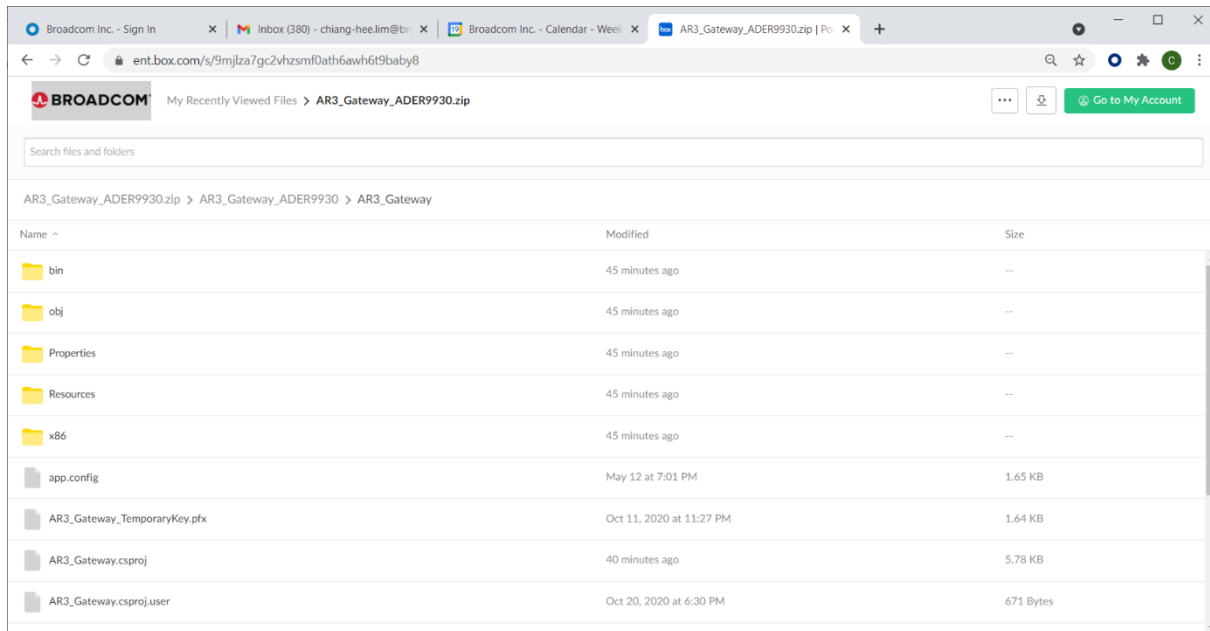 Broadcom Inc. - Sign In
Inbox (380) - chiang-hee.lim@bro
19 Broadcom Inc. - Calendar - Week
box AR3_Gateway_ADER9930.zip | Po
ent.box.com/s/9mjlza7gc2vhzsmf0ath6awh6t9baby8
C
BROADCOM My Recently Viewed Files > AR3_Gateway_ADER9930.zip
Go to My Account
Search files and folders
AR3_Gateway_ADER9930.zip > AR3_Gateway_ADER9930 > AR3_Gateway
Name Modified Size
bin 45 minutes ago --
obj 45 minutes ago --
Properties 45 minutes ago --
Resources 45 minutes ago --
x86 45 minutes ago --
app.config May 12 at 7:01 PM 1.65 KB
AR3_Gateway_TemporaryKey.pfx Oct 11, 2020 at 11:27 PM 1.64 KB
AR3_Gateway.csproj 40 minutes ago 5.78 KB
AR3_Gateway.csproj.user Oct 20, 2020 at 6:30 PM 671 Bytes